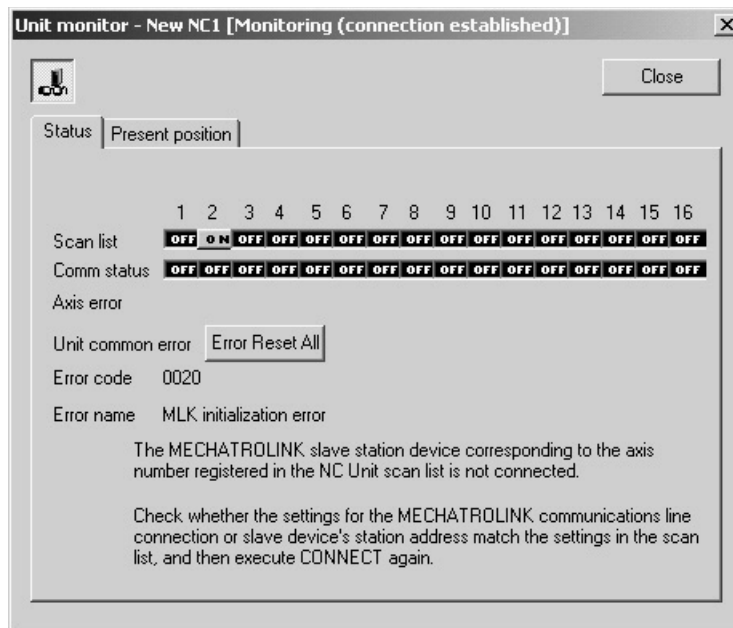 Unit monitor - New NC1 [Monitoring (connection established)]
Close
Status Present position
1 2 3 4 5 6 7 8 9 10 11 12 13 14 15 16
Scan list OFF ON OFF OFF OFF OFF OFF OFF OFF OFF OFF OFF OFF OFF OFF OFF
Comm status OFF OFF OFF OFF OFF OFF OFF OFF OFF OFF OFF OFF OFF OFF OFF OFF
Axis error
Unit common error Error Reset All
Error code 0020
Error name MLK initialization error
The MECHATROLINK slave station device corresponding to the axis
number registered in the NC Unit scan list is not connected.
Check whether the settings for the MECHATROLINK communications line
connection or slave device's station address match the settings in the scan
list, and then execute CONNECT again.